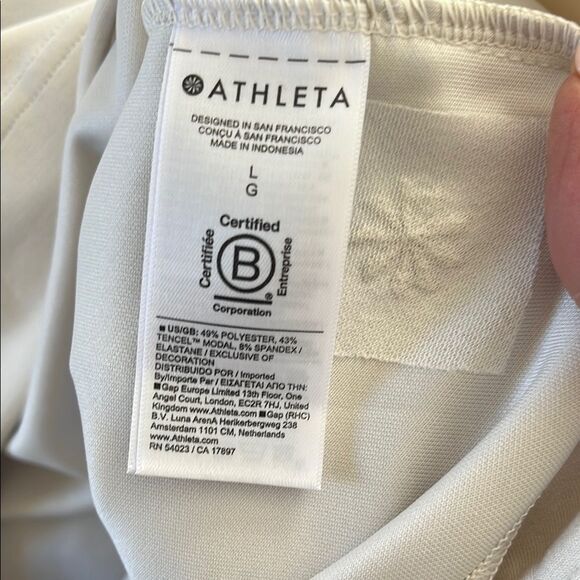 ATHLETA
DESIGNED IN SAN FRANCISCO
CONÇU À SAN FRANCISCO
MADE IN INDONESIA
L
G
Certified
Certifiée
B
Entreprise
®
Corporation
■ US/GB: 49% POLYESTER, 43%
TENCEL™ MODAL, 8% SPANDEX /
ELASTANE / EXCLUSIVE OF
DECORATION
DISTRIBUIDO POR / Imported
By/Importe Par / ΕΙΣΑΓΕΤΑΙ ΑΠΟ ΤΗΝ:
■Gap Europe Limited 13th Floor, One
Angel Court, London, EC2R 7HJ, United
Kingdom www.Athleta.com ■Gap (RHC)
B.V. Luna ArenA Herikerbergweg 238
Amsterdam 1101 CM, Netherlands
www.Athleta.com
RN 54023 / CA 17897